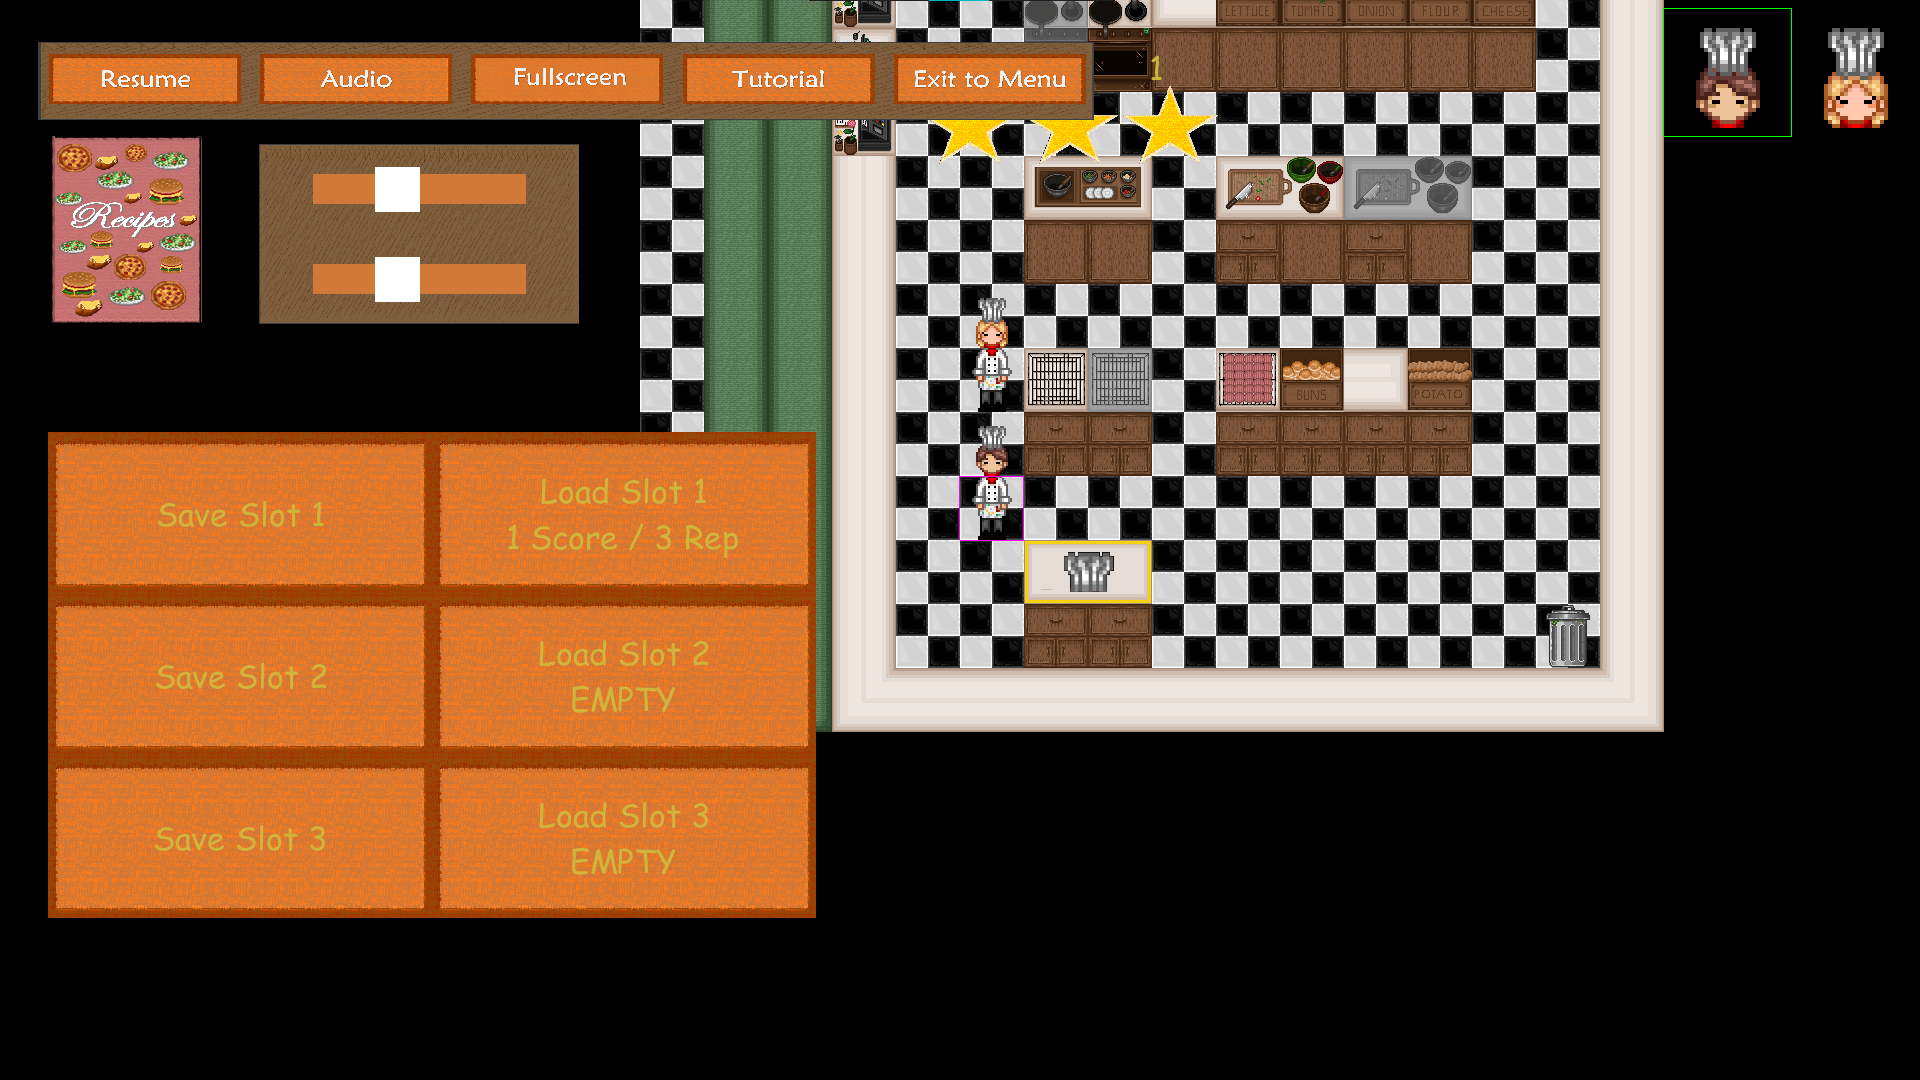 LETTUCE TOMATO ONION FLOUR CHEESE
Resume Audio Fullscreen Tutorial Exit to Menu
1
Recipes
BUNS POTATO
Save Slot 1
Load Slot 1
1 Score / 3 Rep
Save Slot 2
Load Slot 2
EMPTY
Save Slot 3
Load Slot 3
EMPTY